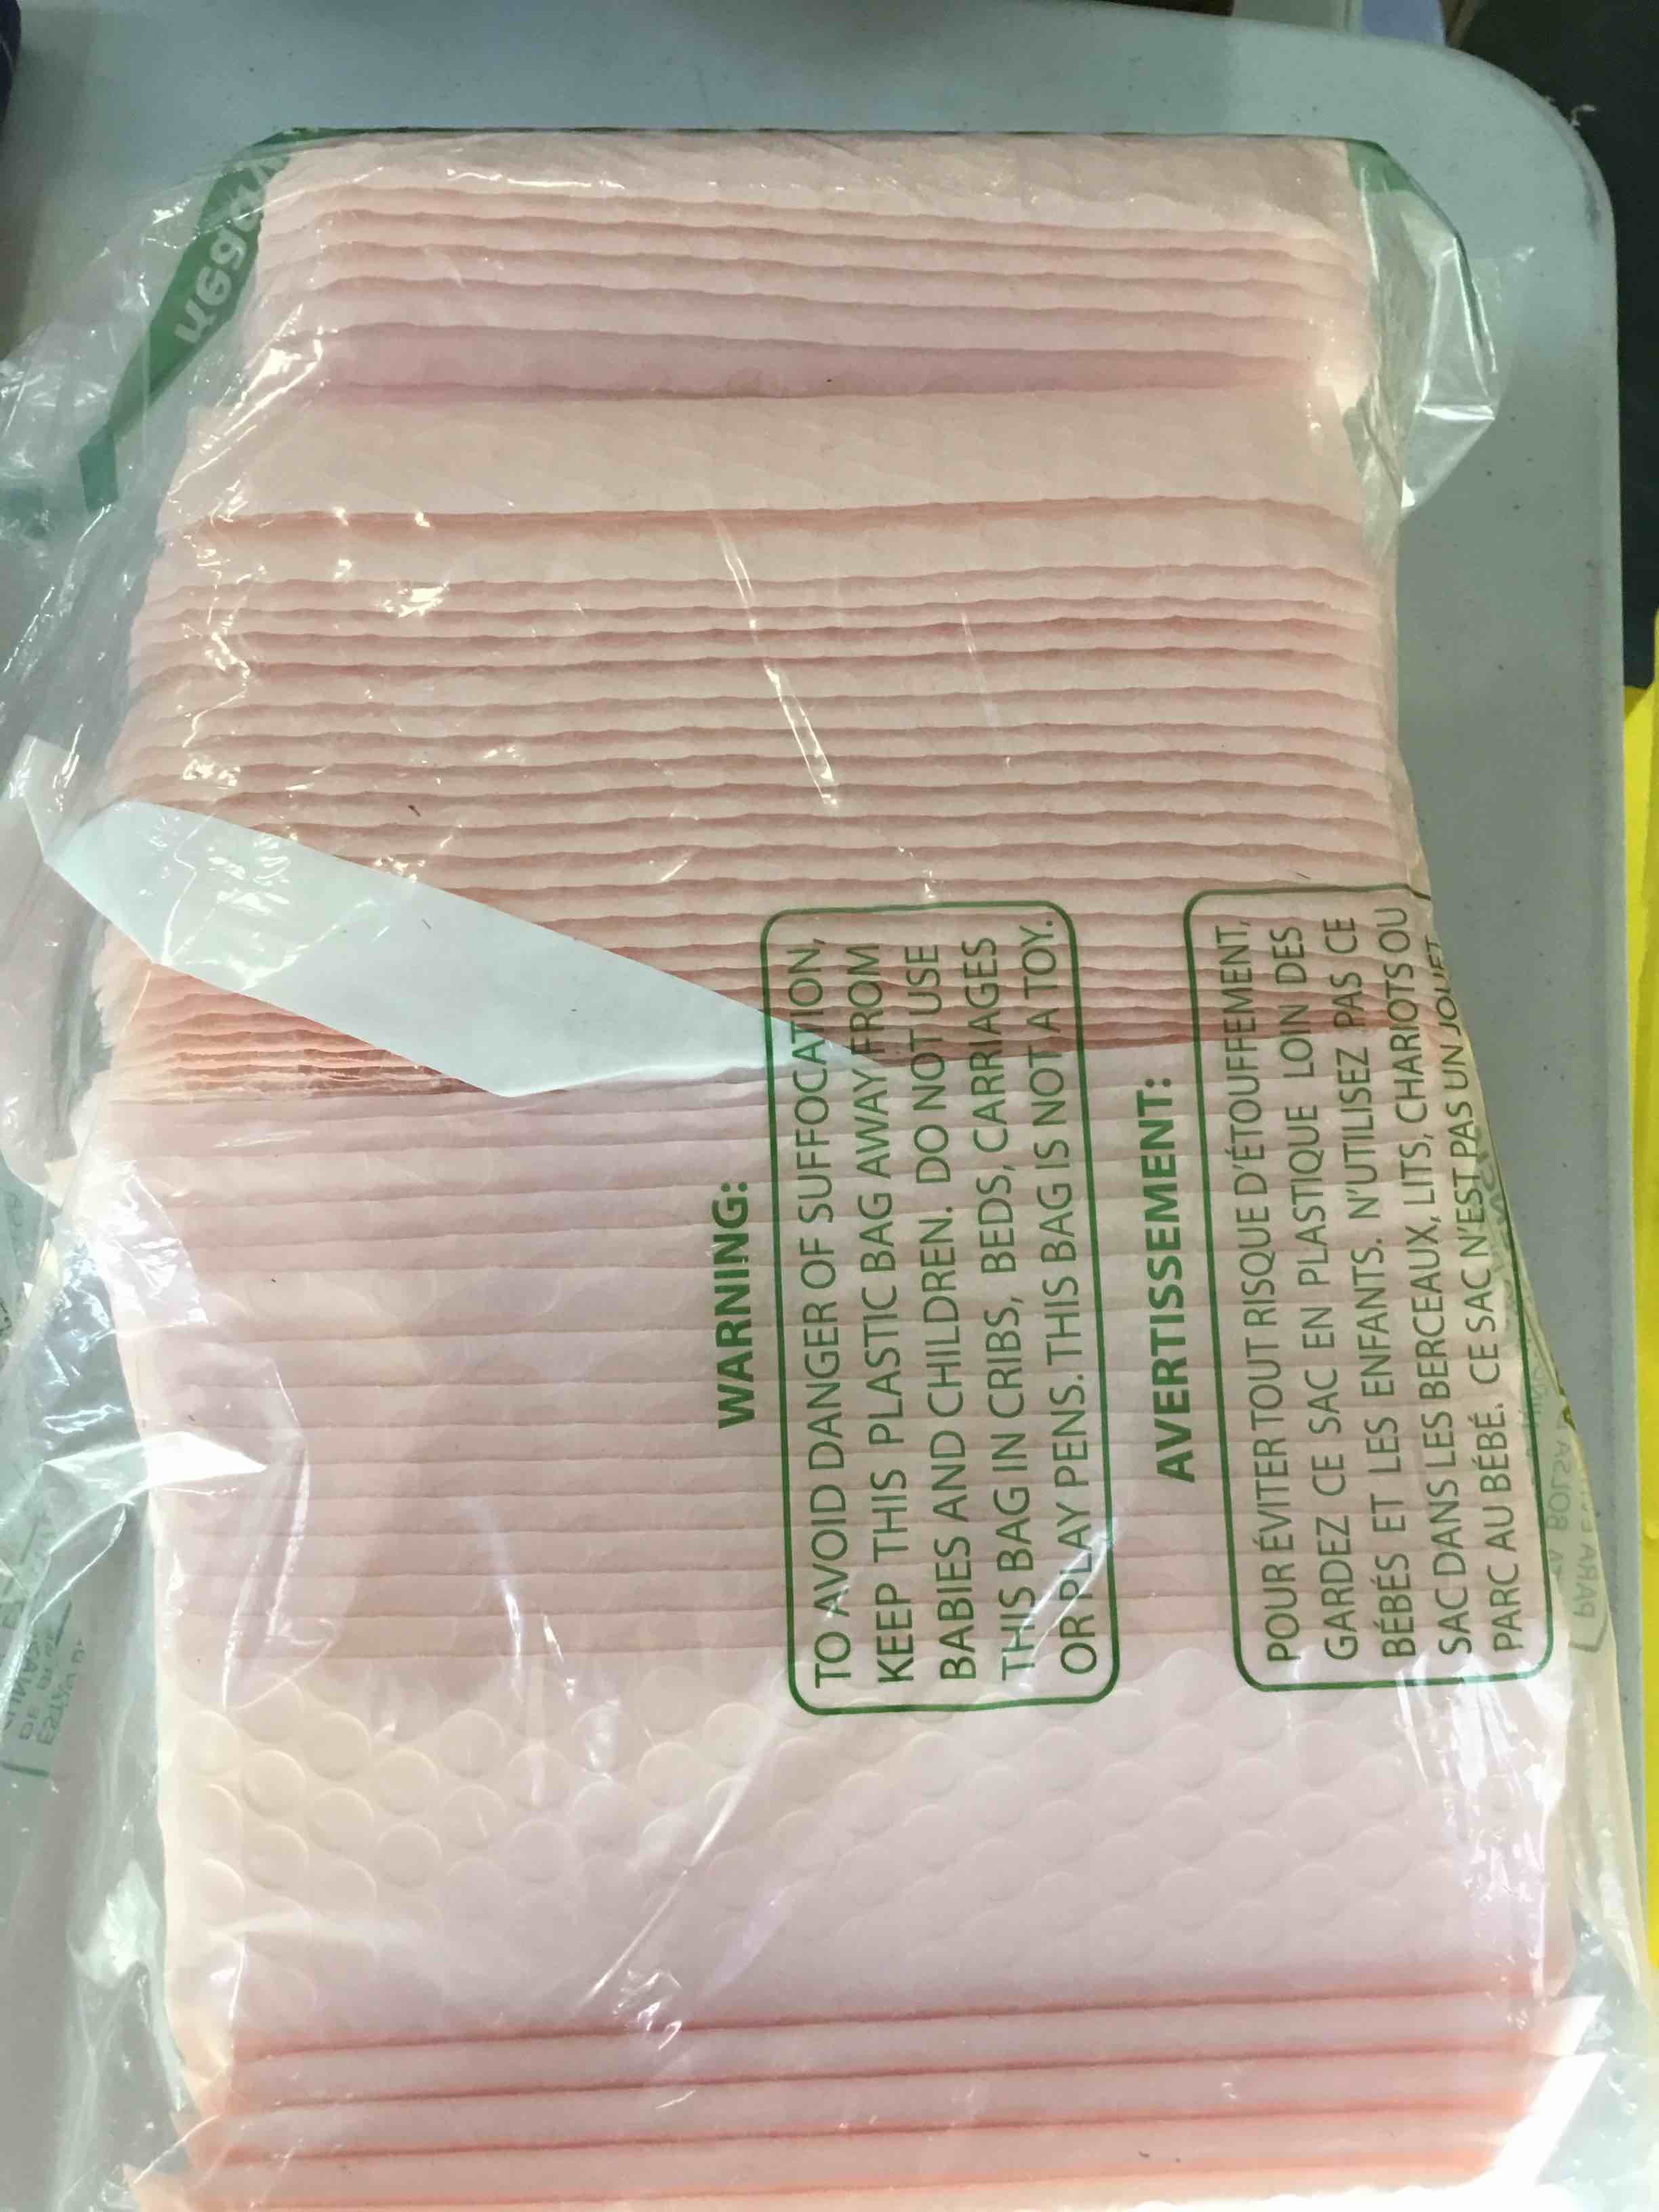 WARNING:
TO AVOID DANGER OF SUFFOCATION,
KEEP THIS PLASTIC BAG AWAY FROM
BABIES AND CHILDREN. DO NOT USE
THIS BAG IN CRIBS, BEDS, CARRIAGES
OR PLAY PENS. THIS BAG IS NOT A TOY.
AVERTISSEMENT:
POUR ÉVITER TOUT RISQUE D'ÉTOUFFEMENT,
GARDEZ CE SAC EN PLASTIQUE LOIN DES
BÉBÉS ET LES ENFANTS. N'UTILISEZ PAS CE
SAC DANS LES BERCEAUX, LITS, CHARIOTS OU
PARC AU BÉBÉ. CE SAC N'EST PAS UN JOUET
PARA
BOLSA